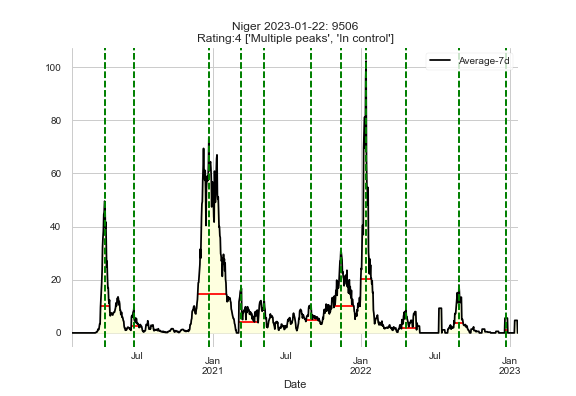 Niger 2023-01-22: 9506
Rating:4 ['Multiple peaks', 'In control']
Average-7d
100
80
60
40
20
0
Jul
Jan
2021
Jul
Jan
2022
Jul
Jan
2023
Date